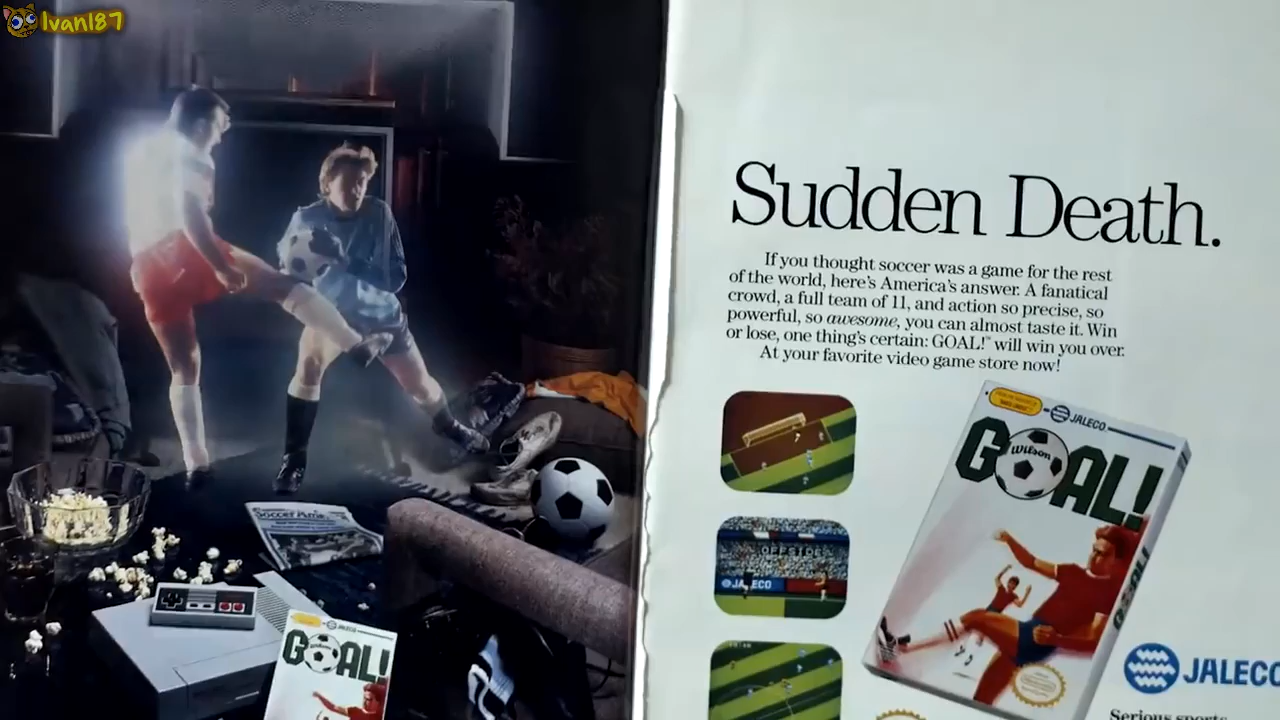 Ivan187
Sudden Death.
If you thought soccer was a game for the rest
of the world, here's America's answer. A fanatical
crowd, a full team of 11, and action so precise, so
powerful, so awesome, you can almost taste it. Win
or lose, one thing's certain: GOAL!™ will win you over.
At your favorite video game store now!
JALECO
GOAL!
Wilson
OFFSIDE
JALECO
Soccer Ame
JALECO
GOAL!
GOAL!
JALECO
Serious sports